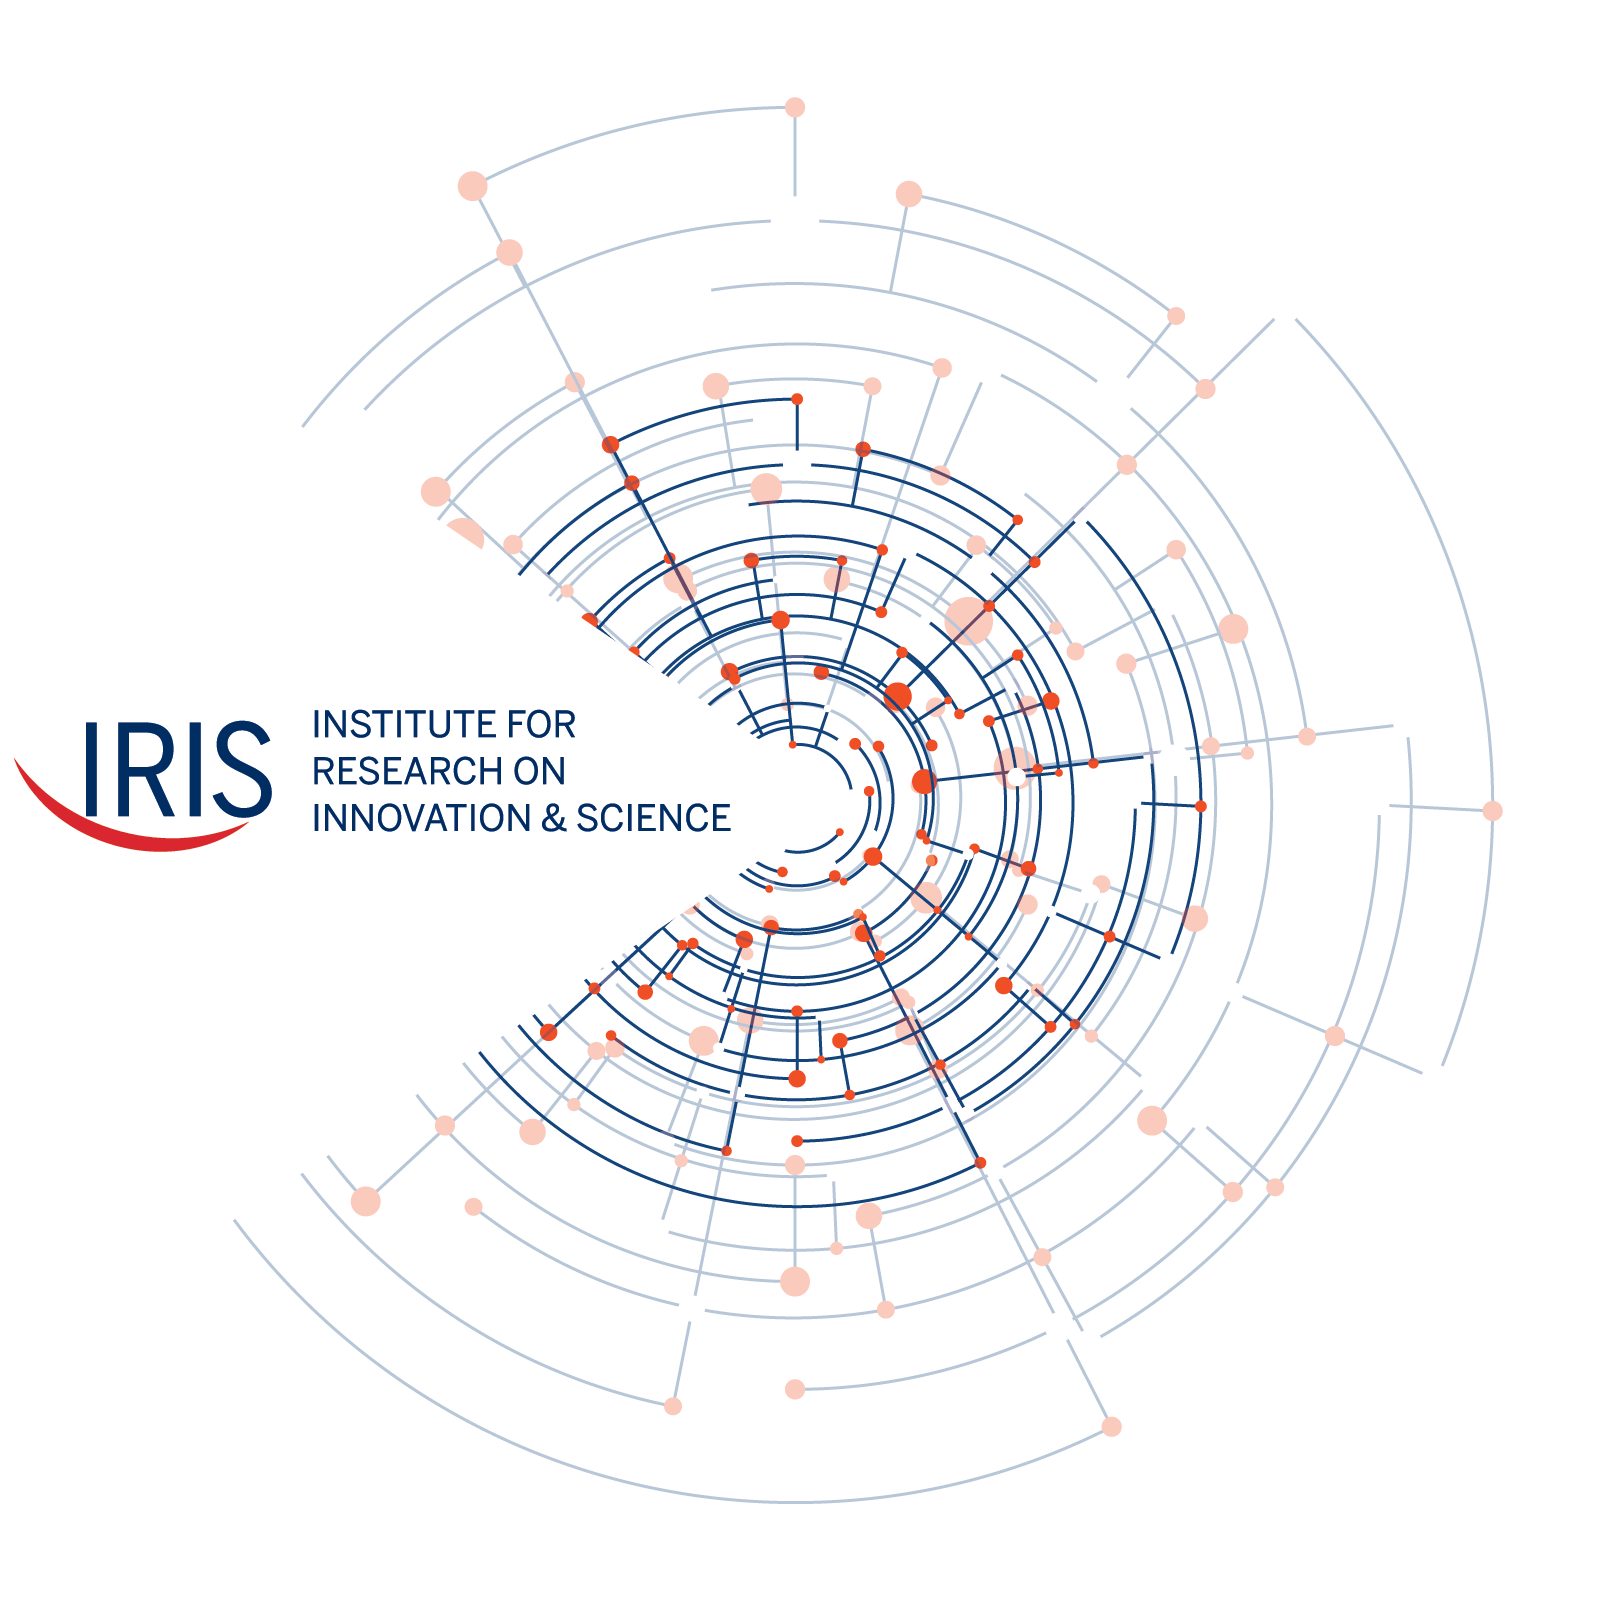 IRIS
INSTITUTE FOR
RESEARCH ON
INNOVATION & SCIENCE